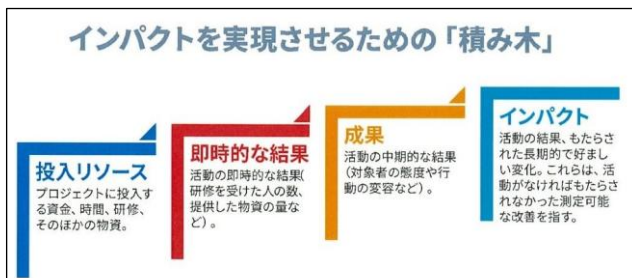 インパクトを実現させるための「積み木」
投入リソース
プロジェクトに投入す
る資金、時間、研修、
そのほかの物資。
即時的な結果
活動の即時的な結果(
研修を受けた人の数、
提供した物資の量な
ど）。
成果
活動の中期的な結果
（対象者の態度や行
動の変容など）。
インパクト
活動の結果、もたらさ
れた長期的で好まし
い変化。これらは、活
動がなければもたらさ
れなかった測定可能
な改善を指す。